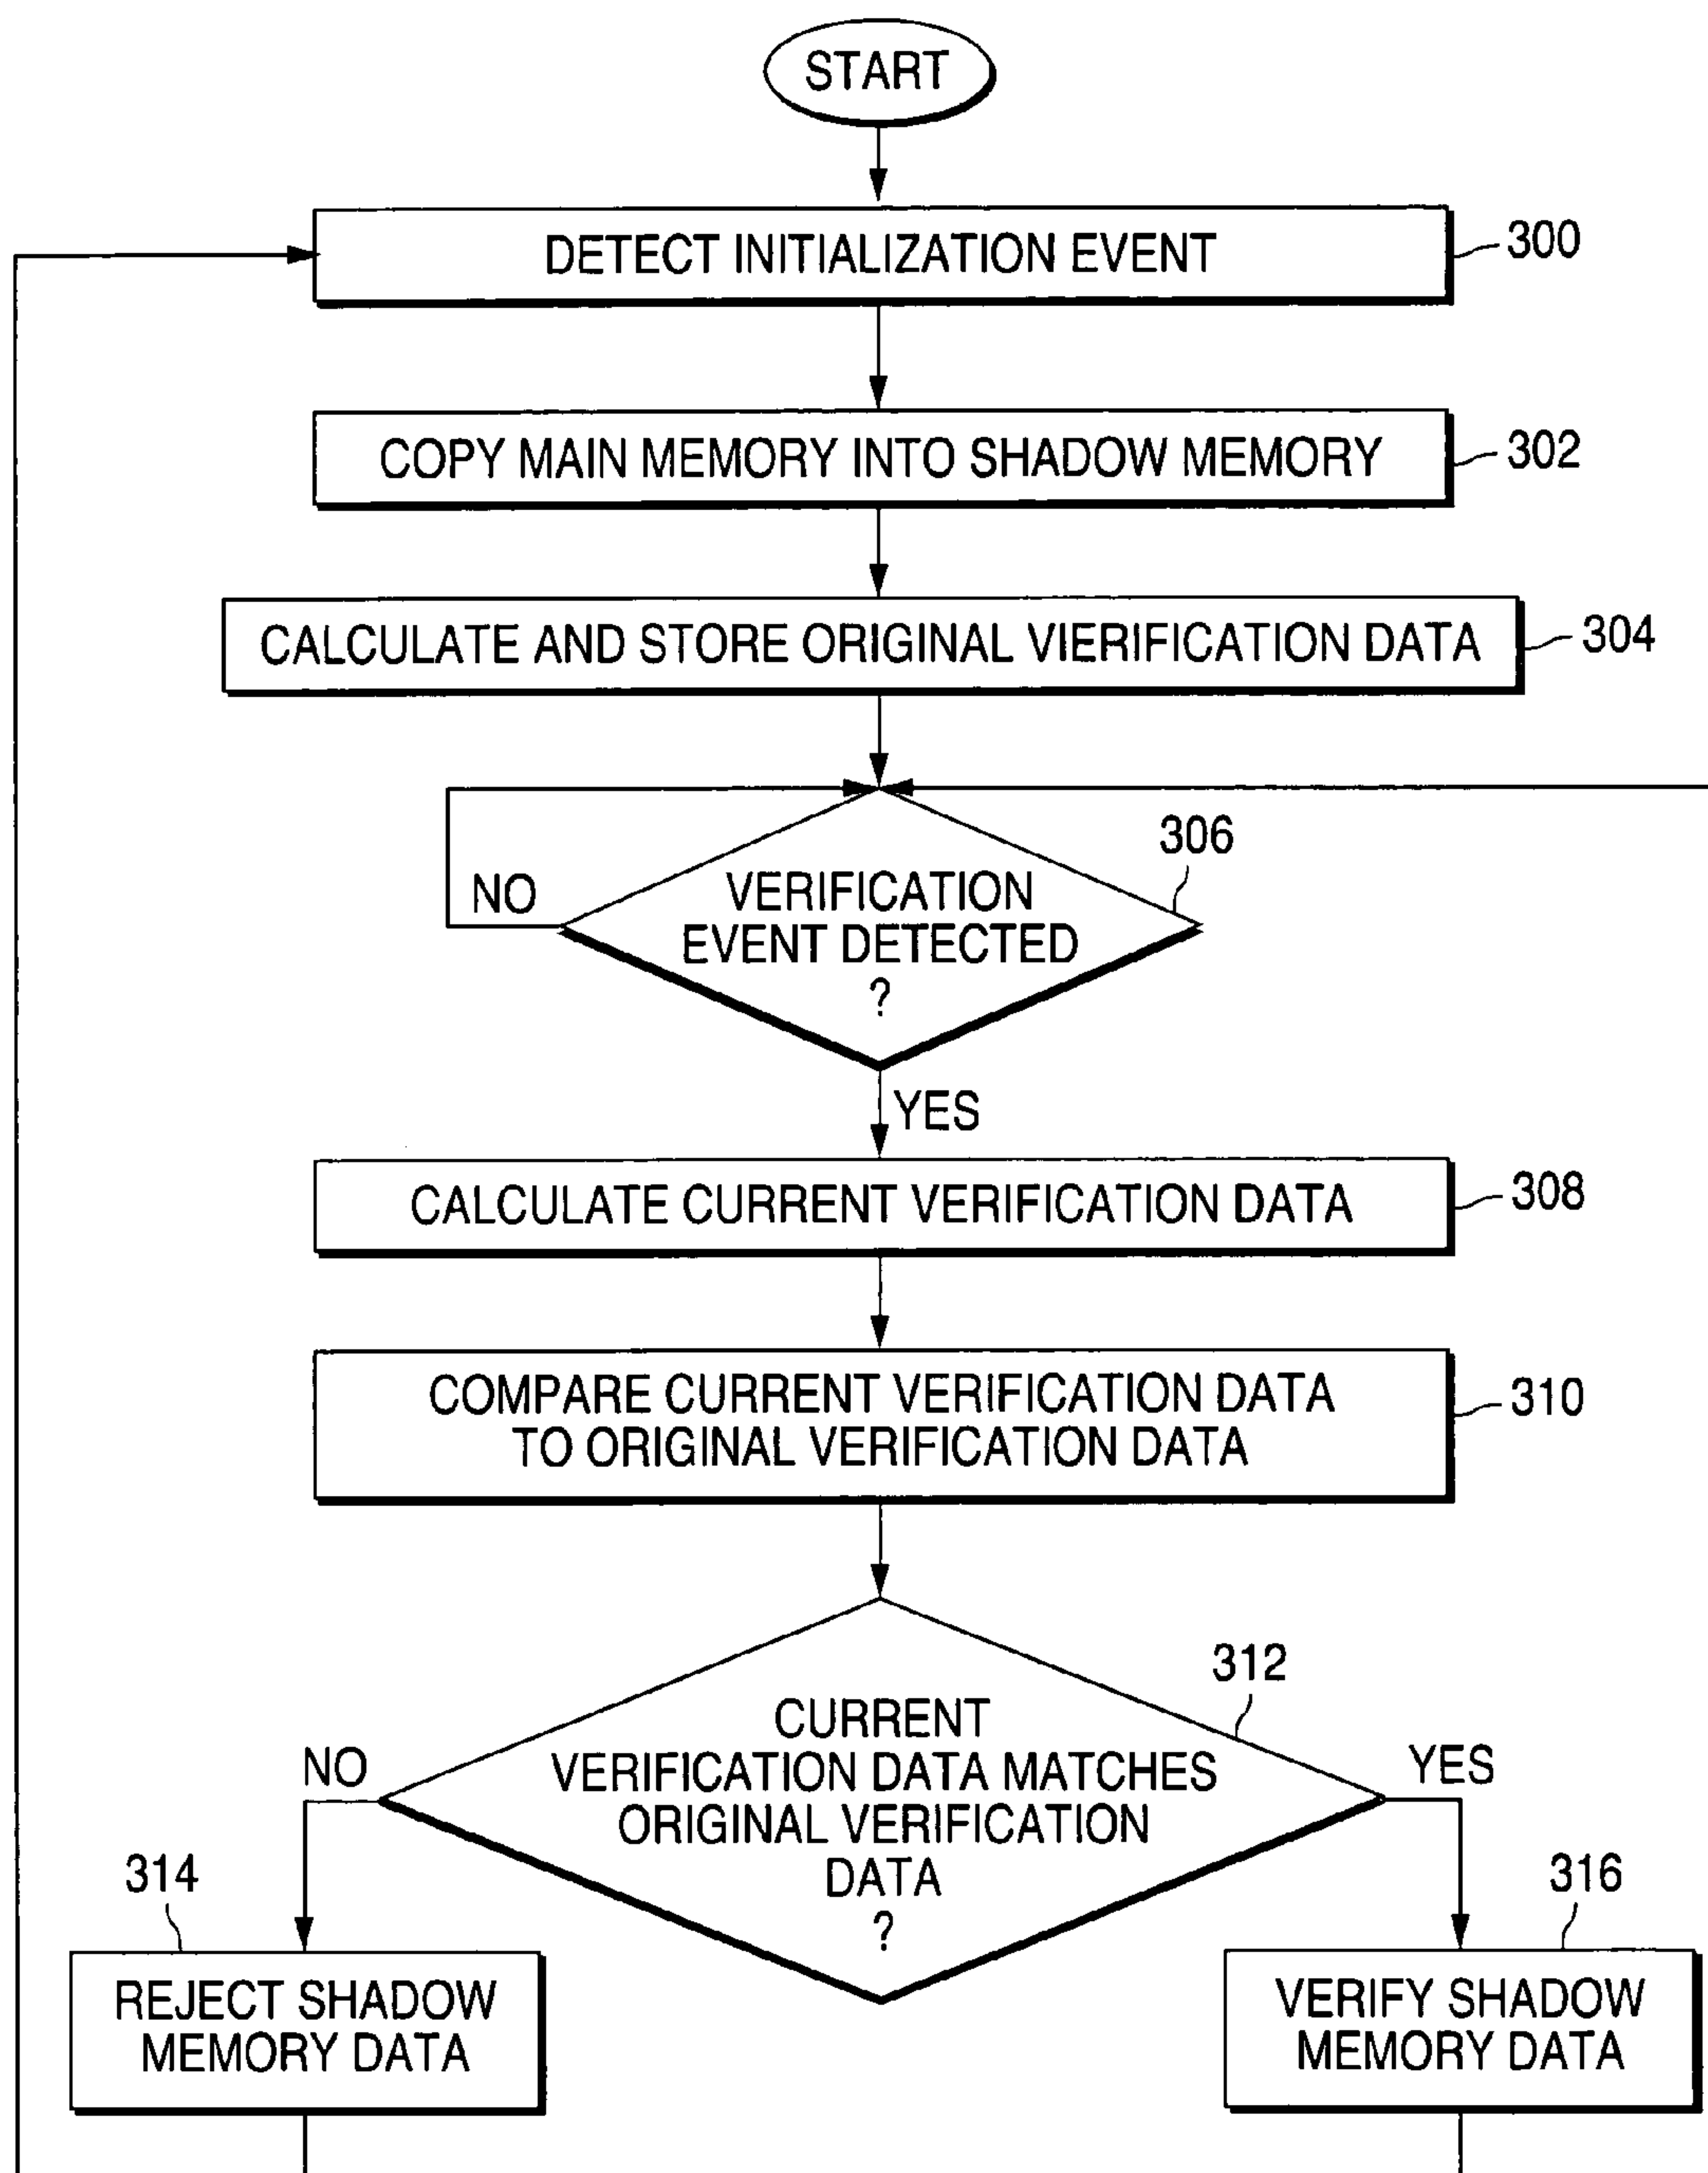 START
DETECT INITIALIZATION EVENT
300
COPY MAIN MEMORY INTO SHADOW MEMORY
302
CALCULATE AND STORE ORIGINAL VIERIFICATION DATA
304
306
NO
VERIFICATION
EVENT DETECTED
?
YES
CALCULATE CURRENT VERIFICATION DATA
308
COMPARE CURRENT VERIFICATION DATA
TO ORIGINAL VERIFICATION DATA
310
312
CURRENT
VERIFICATION DATA MATCHES
ORIGINAL VERIFICATION
DATA
?
NO
YES
314
REJECT SHADOW
MEMORY DATA
316
VERIFY SHADOW
MEMORY DATA